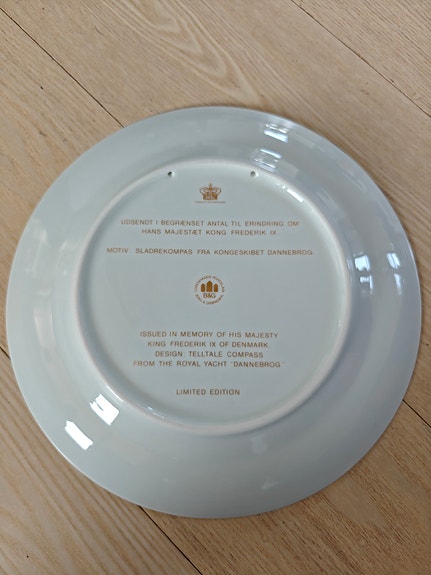 UDSENDT I BEGRÆNSET ANTAL TIL ERINDRING OM
HANS MAJESTÆT KONG FREDERIK IX.
MOTIV: SLADREKOMPAS FRA KONGESKIBET DANNEBROG.
B&G
ISSUED IN MEMORY OF HIS MAJESTY
KING FREDERIK IX OF DENMARK.
DESIGN: TELLTALE COMPASS
FROM THE ROYAL YACHT "DANNEBROG"
LIMITED EDITION